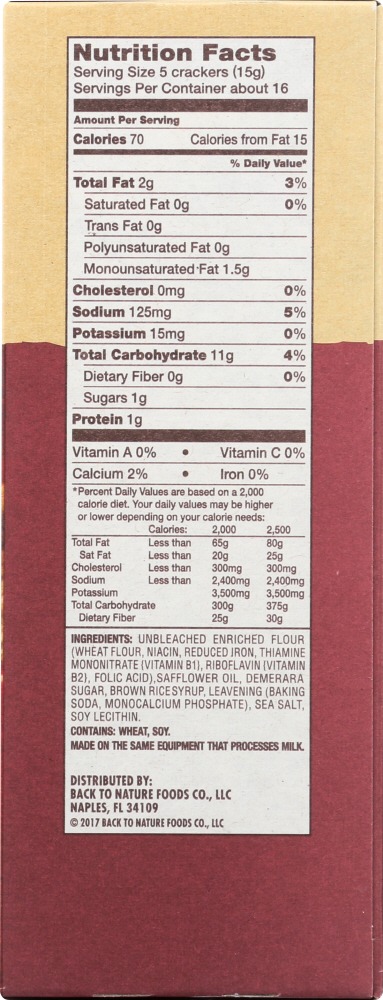 Nutrition Facts
Serving Size 5 crackers (15g)
Servings Per Container about 16
Amount Per Serving
Calories 70 Calories from Fat 15
% Daily Value*
Total Fat 2g 3%
Saturated Fat 0g 0%
Trans Fat 0g
Polyunsaturated Fat 0g
Monounsaturated Fat 1.5g
Cholesterol 0mg 0%
Sodium 125mg 5%
Potassium 15mg 0%
Total Carbohydrate 11g 4%
Dietary Fiber 0g 0%
Sugars 1g
Protein 1g
Vitamin A 0% • Vitamin C 0%
Calcium 2% • Iron 0%
*Percent Daily Values are based on a 2,000
calorie diet. Your daily values may be higher
or lower depending on your calorie needs:
Calories: 2,000 2,500
Total Fat Less than 65g 80g
Sat Fat Less than 20g 25g
Cholesterol Less than 300mg 300mg
Sodium Less than 2,400mg 2,400mg
Potassium 3,500mg 3,500mg
Total Carbohydrate 300g 375g
Dietary Fiber 25g 30g
INGREDIENTS: UNBLEACHED ENRICHED FLOUR
(WHEAT FLOUR, NIACIN, REDUCED IRON, THIAMINE
MONONITRATE (VITAMIN B1), RIBOFLAVIN (VITAMIN
B2), FOLIC ACID), SAFFLOWER OIL, DEMERARA
SUGAR, BROWN RICE SYRUP, LEAVENING (BAKING
SODA, MONOCALCIUM PHOSPHATE), SEA SALT,
SOY LECITHIN.
CONTAINS: WHEAT, SOY.
MADE ON THE SAME EQUIPMENT THAT PROCESSES MILK.
DISTRIBUTED BY:
BACK TO NATURE FOODS CO., LLC
NAPLES, FL 34109
© 2017 BACK TO NATURE FOODS CO., LLC